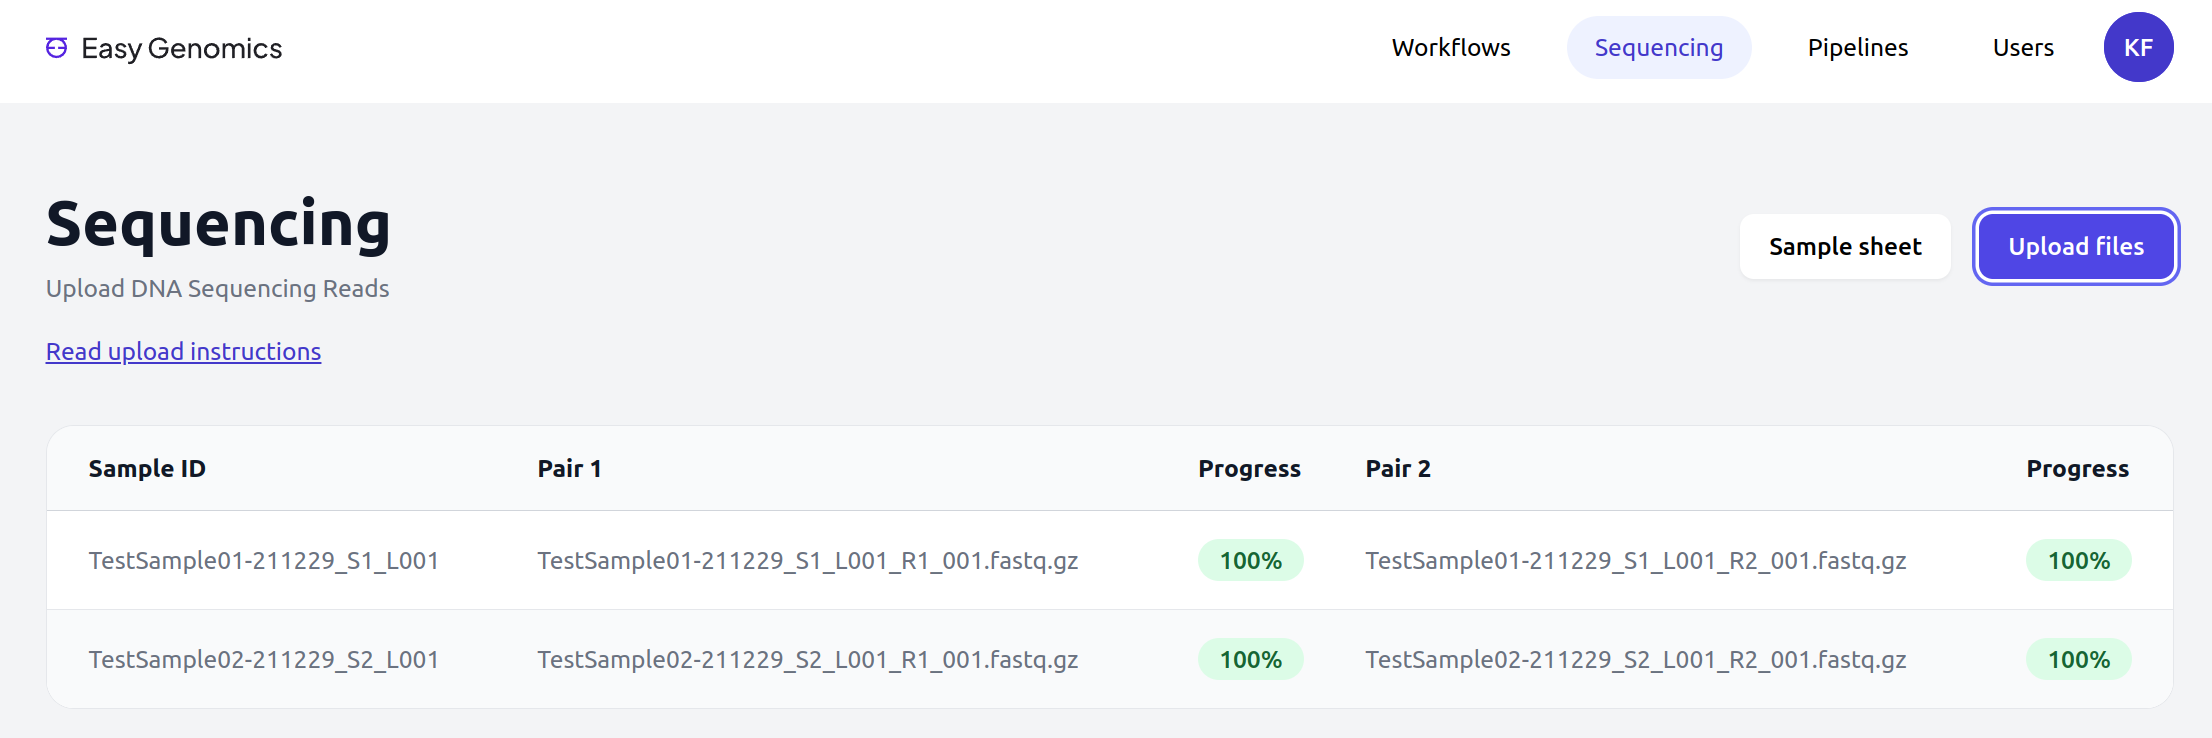 Easy Genomics Workflows Sequencing Pipelines Users KF
Sequencing
Upload DNA Sequencing Reads
Read upload instructions
Sample sheet Upload files
Sample ID Pair 1 Progress Pair 2 Progress
TestSample01-211229_S1_L001 TestSample01-211229_S1_L001_R1_001.fastq.gz 100% TestSample01-211229_S1_L001_R2_001.fastq.gz 100%
TestSample02-211229_S2_L001 TestSample02-211229_S2_L001_R1_001.fastq.gz 100% TestSample02-211229_S2_L001_R2_001.fastq.gz 100%